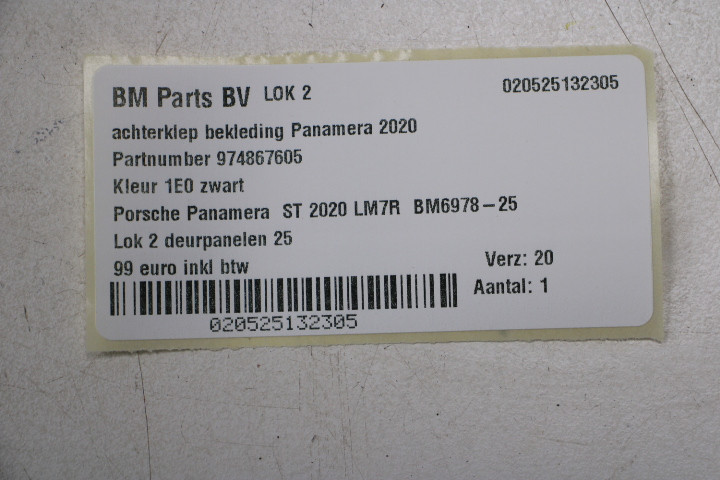 BM Parts BV LOK 2 020525132305
achterklep bekleding Panamera 2020
Partnumber 974867605
Kleur 1E0 zwart
Porsche Panamera ST 2020 LM7R BM6978-25
Lok 2 deurpanelen 25
99 euro inkl btw Verz: 20
Aantal: 1
020525132305